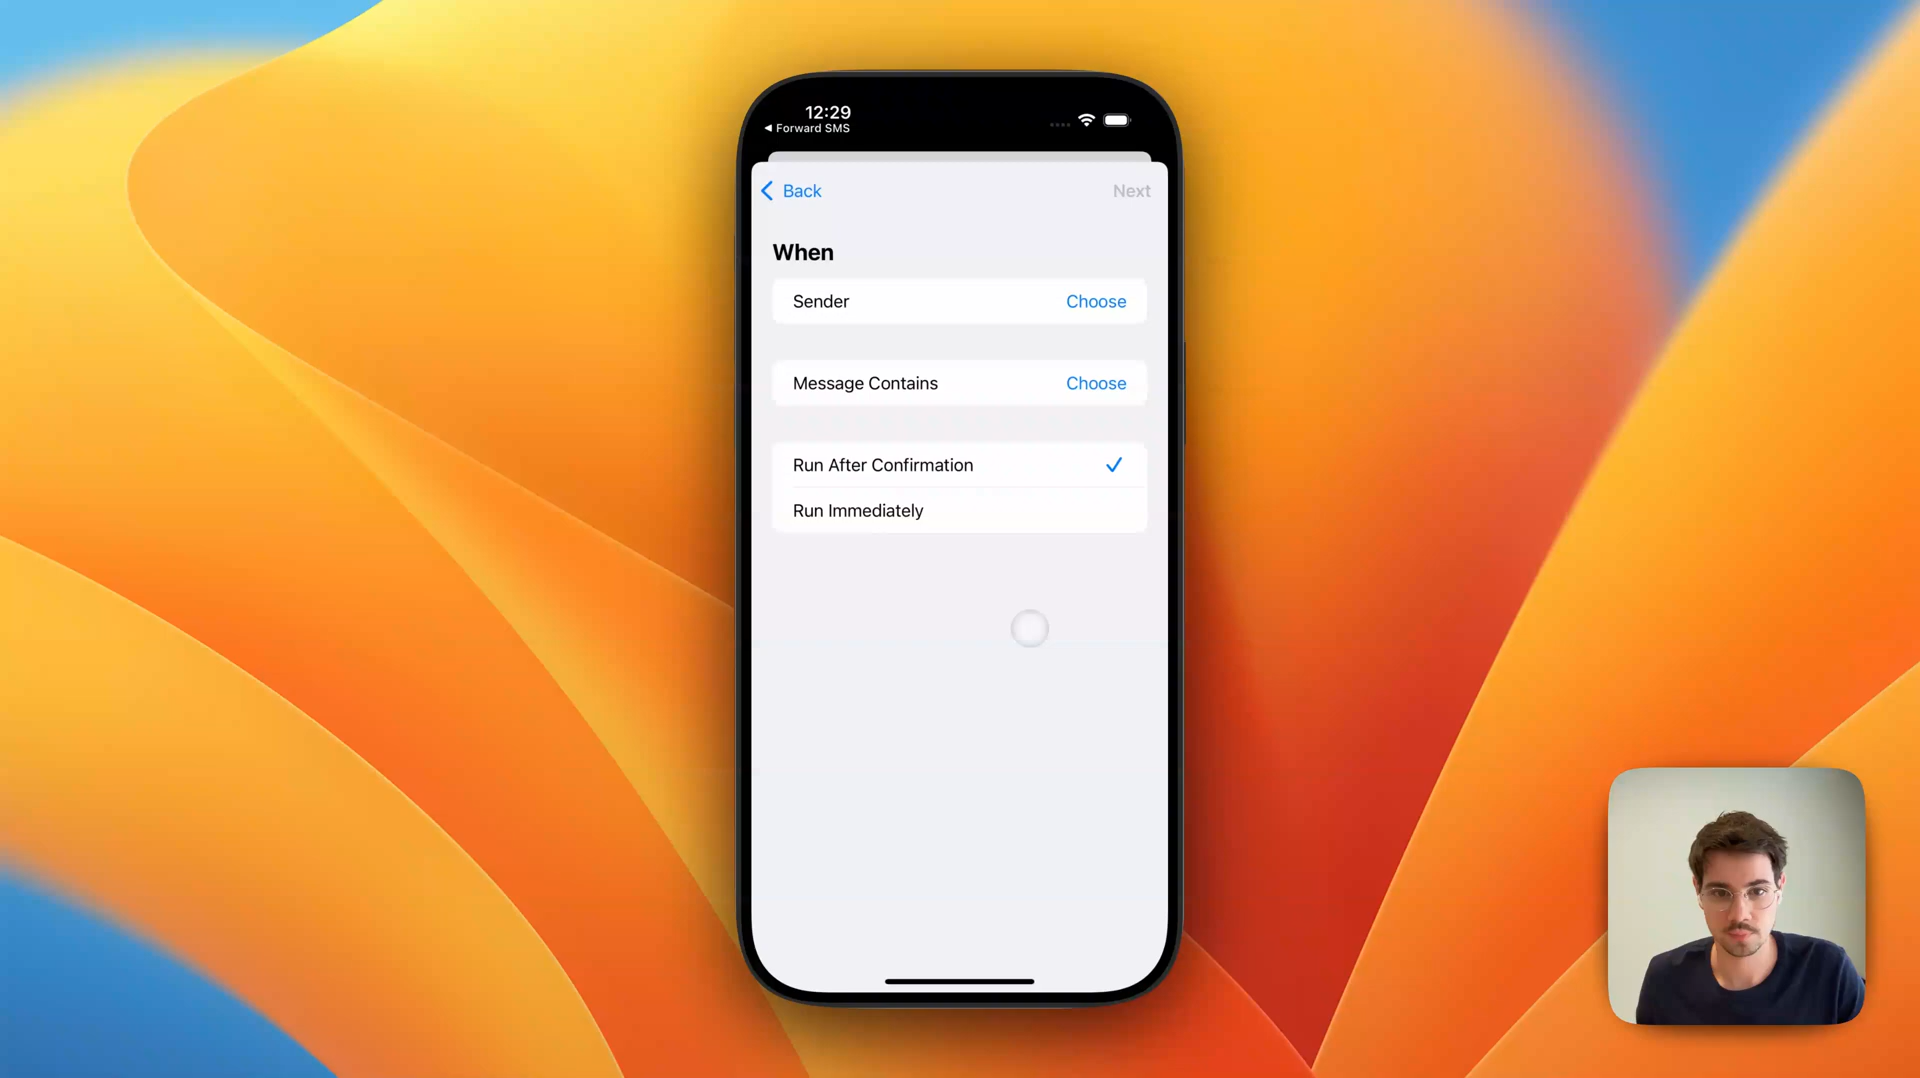 12:29
Forward SMS
Back
Next
When
Sender
Choose
Message Contains
Choose
Run After Confirmation
Run Immediately